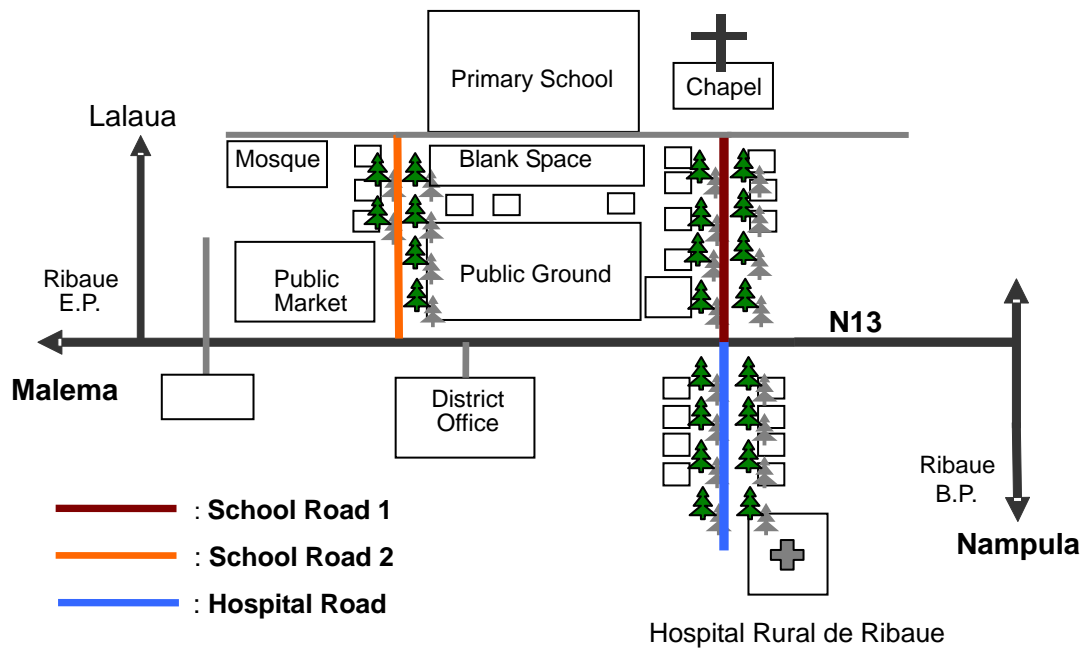 Primary School
Chapel
Lalaua
Mosque
Blank Space
Ribaue
E.P.
Public
Market
Public Ground
N13
Malema
District
Office
Ribaue
B.P.
Nampula
: School Road 1
: School Road 2
: Hospital Road
Hospital Rural de Ribaue